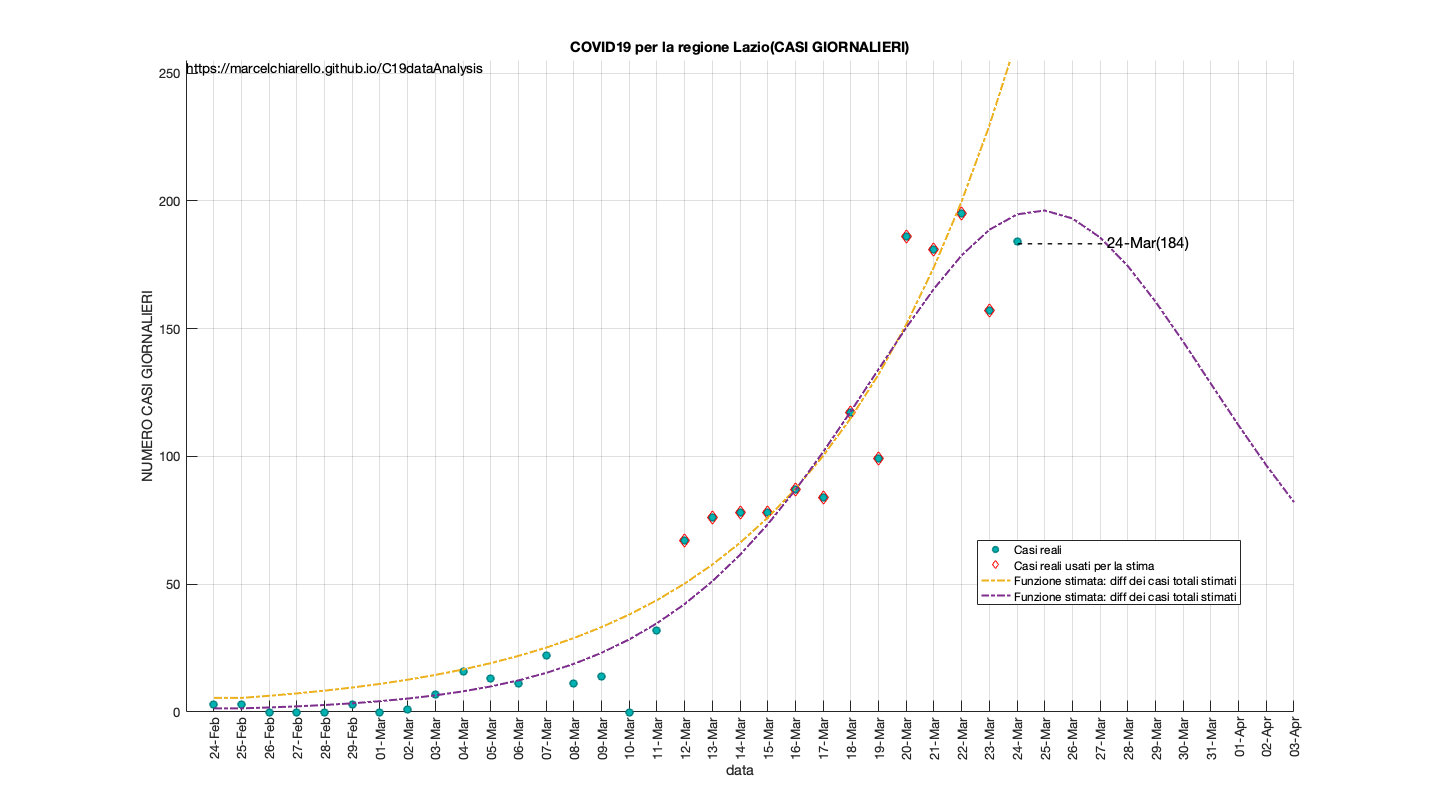 COVID19 per la regione Lazio(CASI GIORNALIERI)
https://marcelchiarello.github.io/C19dataAnalysis
250
200
150
100
50
0
NUMERO CASI GIORNALIERI
24-Mar(184)
Casi reali
Casi reali usati per la stima
Funzione stimata: diff dei casi totali stimati
Funzione stimata: diff dei casi totali stimati
24-Feb
25-Feb
26-Feb
27-Feb
28-Feb
29-Feb
01-Mar
02-Mar
03-Mar
04-Mar
05-Mar
06-Mar
07-Mar
08-Mar
09-Mar
10-Mar
11-Mar
12-Mar
13-Mar
14-Mar
15-Mar
16-Mar
17-Mar
18-Mar
19-Mar
20-Mar
21-Mar
22-Mar
23-Mar
24-Mar
25-Mar
26-Mar
27-Mar
28-Mar
29-Mar
30-Mar
31-Mar
01-Apr
02-Apr
03-Apr
data